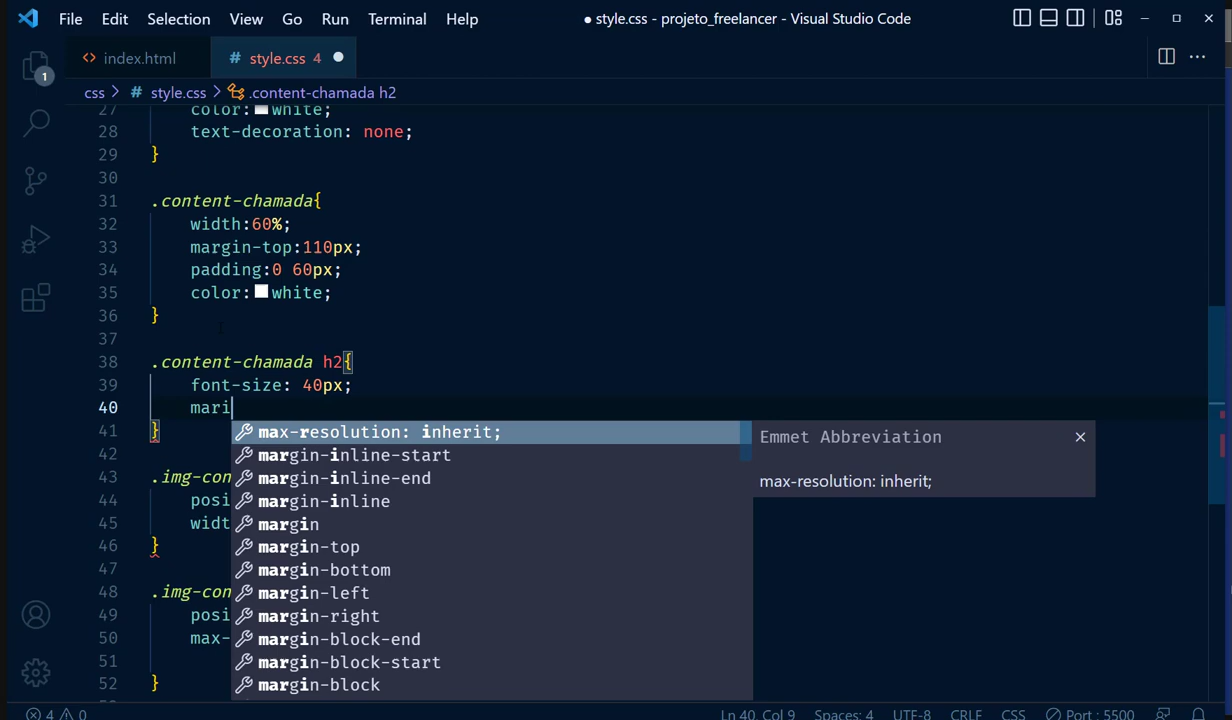 File Edit Selection View Go Run Terminal Help ● style.css - projeto_freelancer - Visual Studio Code
1
<> index.html # style.css 4 ●
css > # style.css > .content-chamada h2
27 color: white;
28 text-decoration: none;
29 }
30
31 .content-chamada{
32 width:60%;
33 margin-top:110px;
34 padding:0 60px;
35 color: white;
36 }
37
38 .content-chamada h2{
39 font-size: 40px;
40 mari
41 }
max-resolution: inherit; Emmet Abbreviation
42
margin-inline-start
43 .img-con
margin-inline-end max-resolution: inherit;
44 posi
margin-inline
45 widt
margin
46 }
margin-top
47
margin-bottom
48 .img-con
margin-left
49 posi
margin-right
50 max-
margin-block-end
51
margin-block-start
52 }
margin-block
4 0 Ln 40, Col 9 Spaces: 4 UTF-8 CRLF CSS Port : 5500